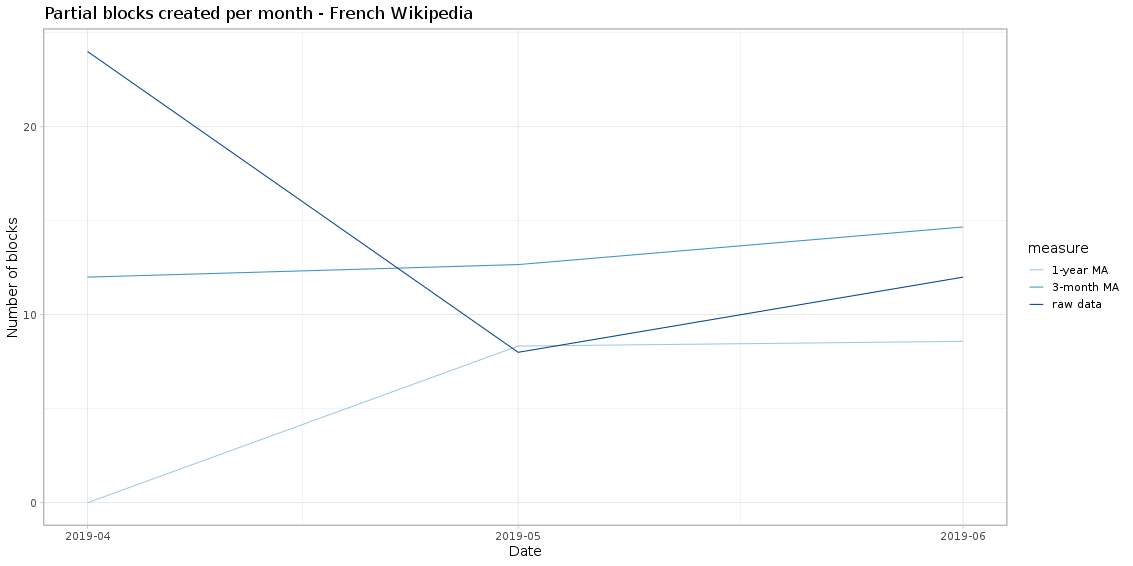 Partial blocks created per month - French Wikipedia
Number of blocks
20
10
0
2019-04
2019-05
2019-06
Date
measure
1-year MA
3-month MA
raw data